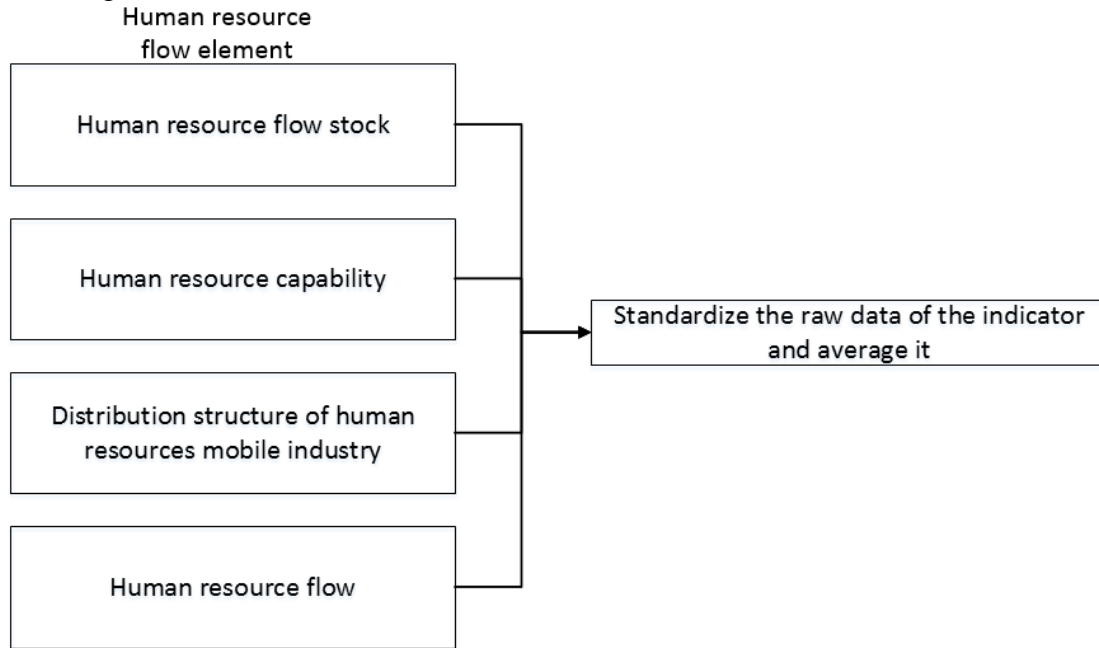 Human resource
flow element
Human resource flow stock
Human resource capability
Distribution structure of human
resources mobile industry
Human resource flow
Standardize the raw data of the indicator
and average it